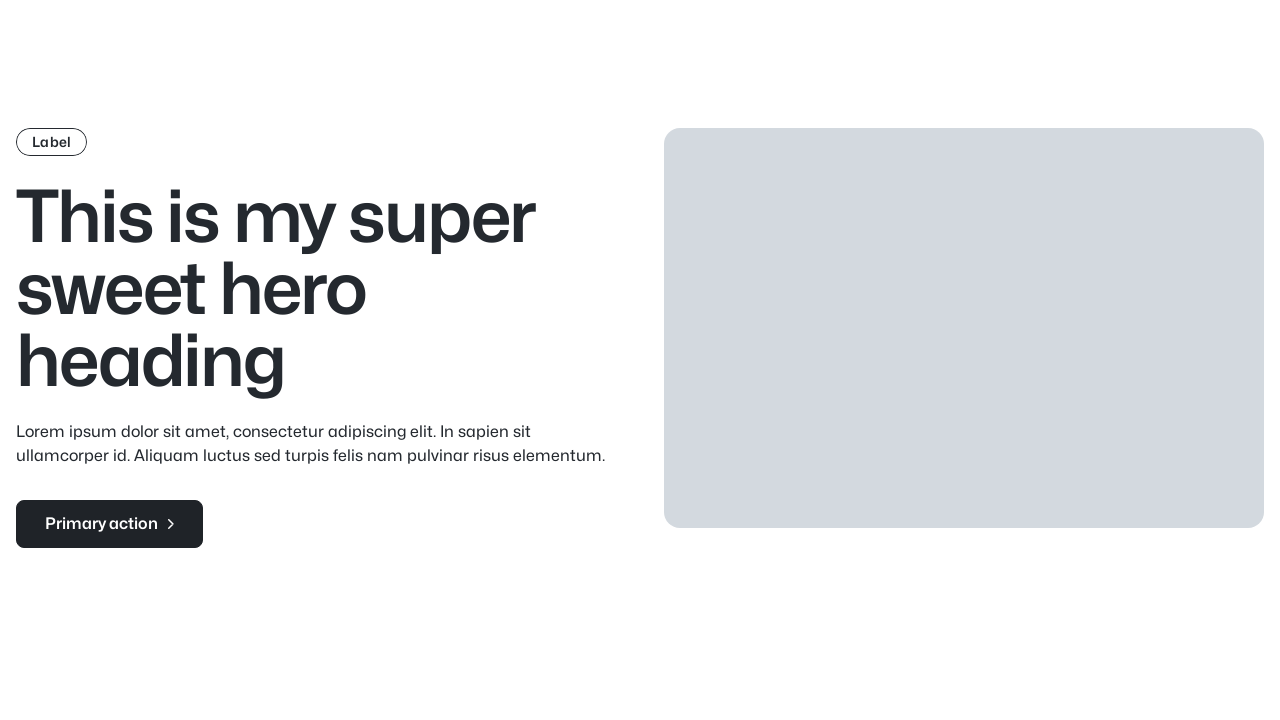 Label
This is my super
sweet hero
heading
Lorem ipsum dolor sit amet, consectetur adipiscing elit. In sapien sit
ullamcorper id. Aliquam luctus sed turpis felis nam pulvinar risus elementum.
Primary action